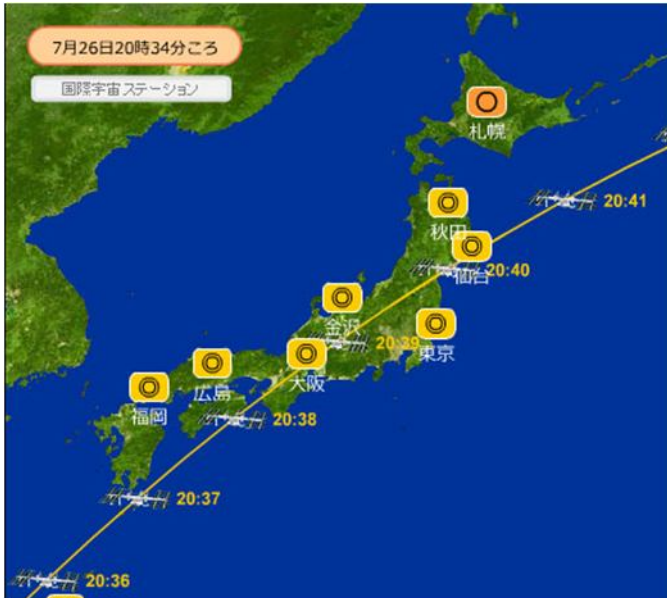 7月26日20時34分ころ
国際宇宙ステーション
札幌
20:41
秋田
仙台
20:40
金沢
20:39
東京
大阪
広島
福岡
20:38
20:37
20:36